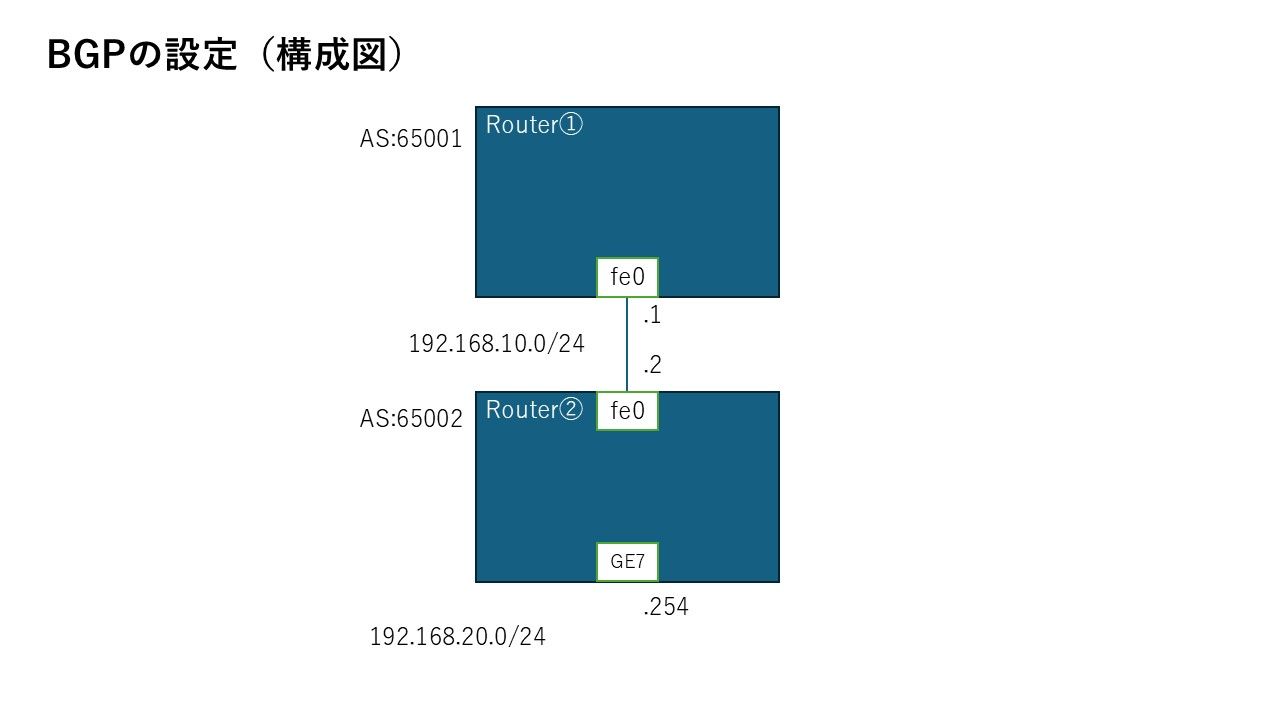 BGPの設定（構成図）
AS:65001
Router①
fe0
.1
192.168.10.0/24
.2
AS:65002
Router②
fe0
GE7
.254
192.168.20.0/24